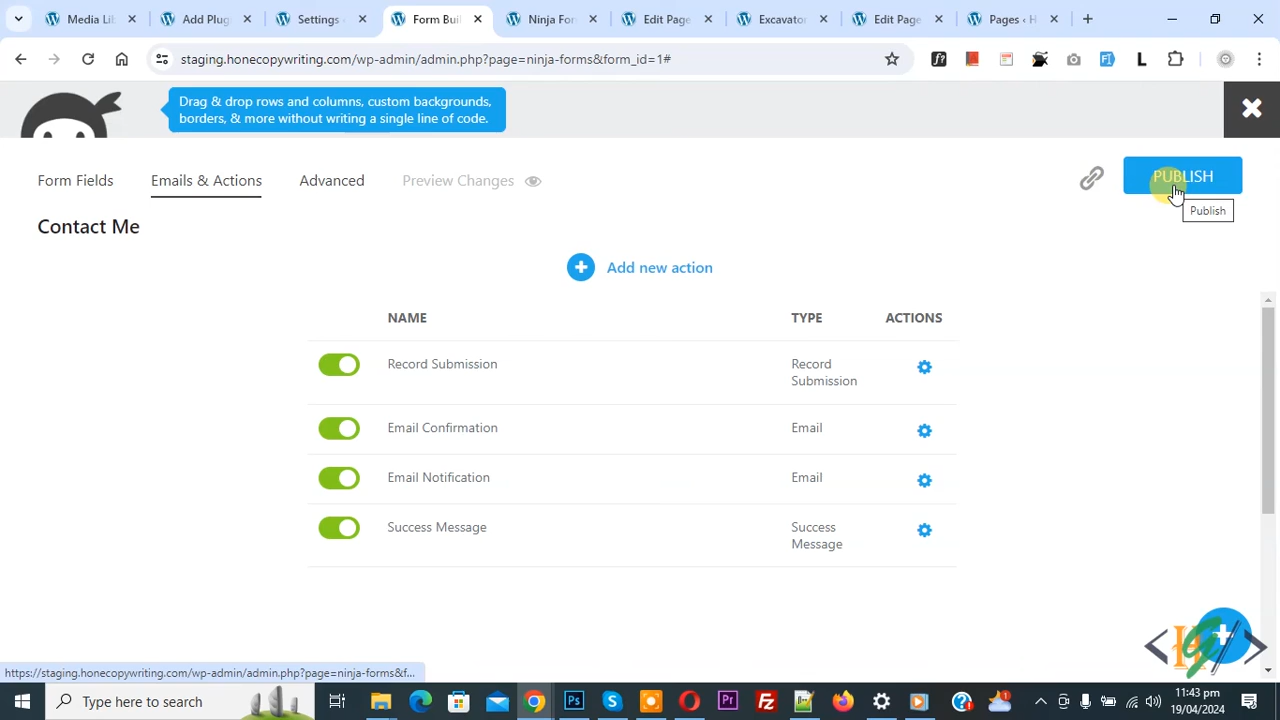 Media Lib
Add Plug
Settings
Form Buil
Ninja For
Edit Page
Excavator
Edit Page
Pages ‹ H
staging.honecopywriting.com/wp-admin/admin.php?page=ninja-forms&form_id=1#
Drag & drop rows and columns, custom backgrounds,
borders, & more without writing a single line of code.
Form Fields
Emails & Actions
Advanced
Preview Changes
PUBLISH
Publish
Contact Me
Add new action
NAME
TYPE
ACTIONS
Record Submission
Record
Submission
Email Confirmation
Email
Email Notification
Email
Success Message
Success
Message
https://staging.honecopywriting.com/wp-admin/admin.php?page=ninja-forms&f...
Type here to search
11:43 pm
19/04/2024